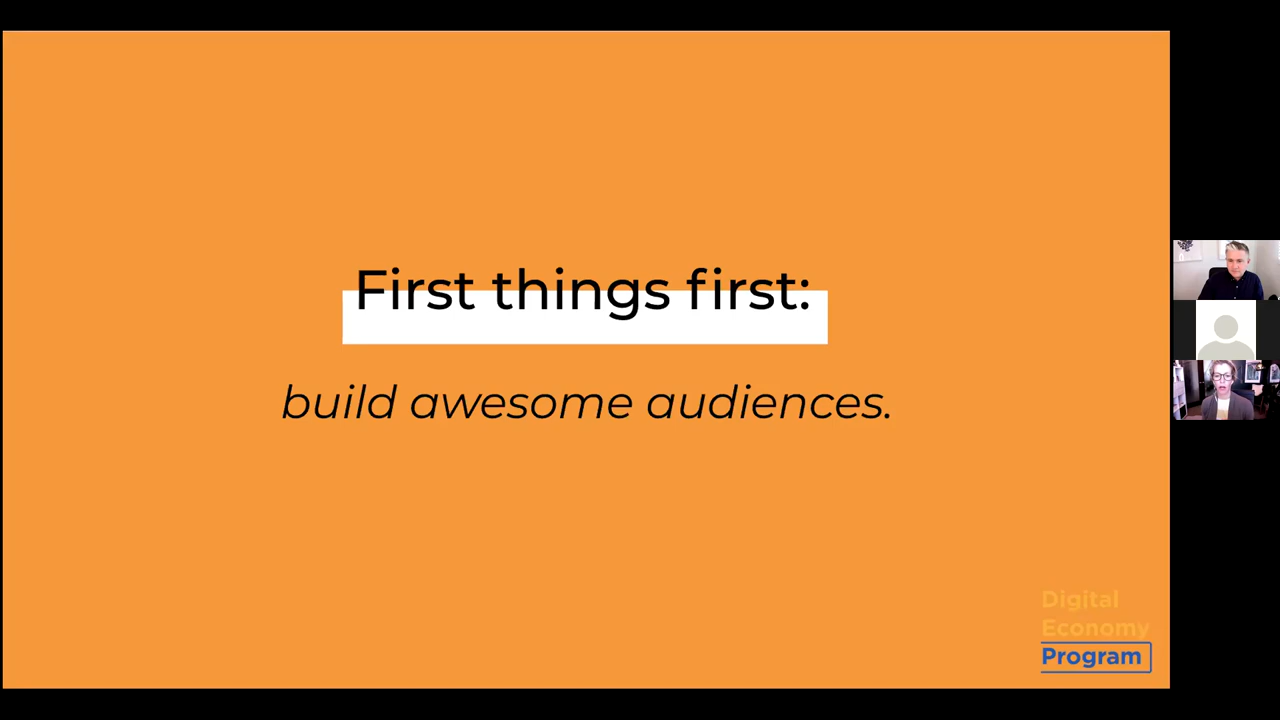 First things first:
build awesome audiences.
Digital
Economy
Program